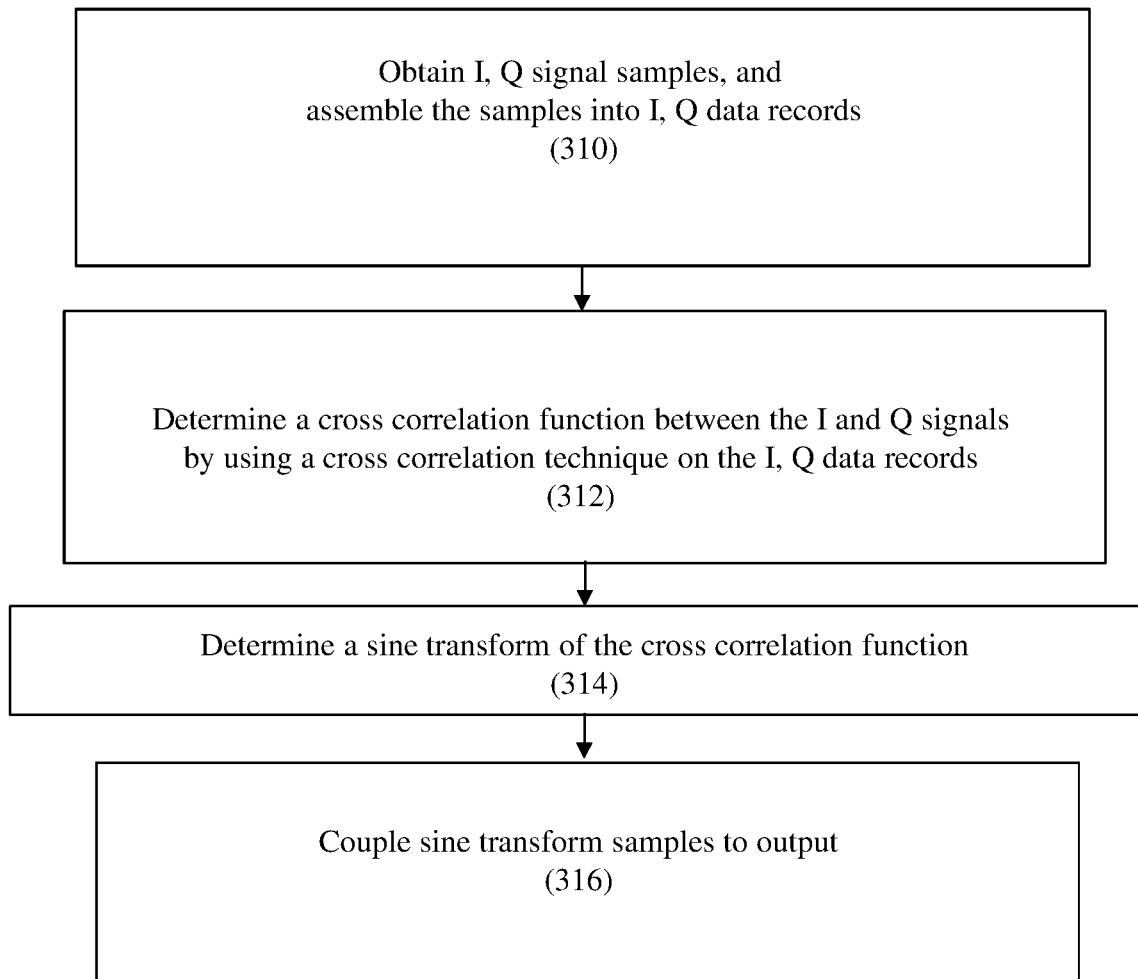 Obtain I, Q signal samples, and
assemble the samples into I, Q data records
(310)
Determine a cross correlation function between the I and Q signals
by using a cross correlation technique on the I, Q data records
(312)
Determine a sine transform of the cross correlation function
(314)
Couple sine transform samples to output
(316)